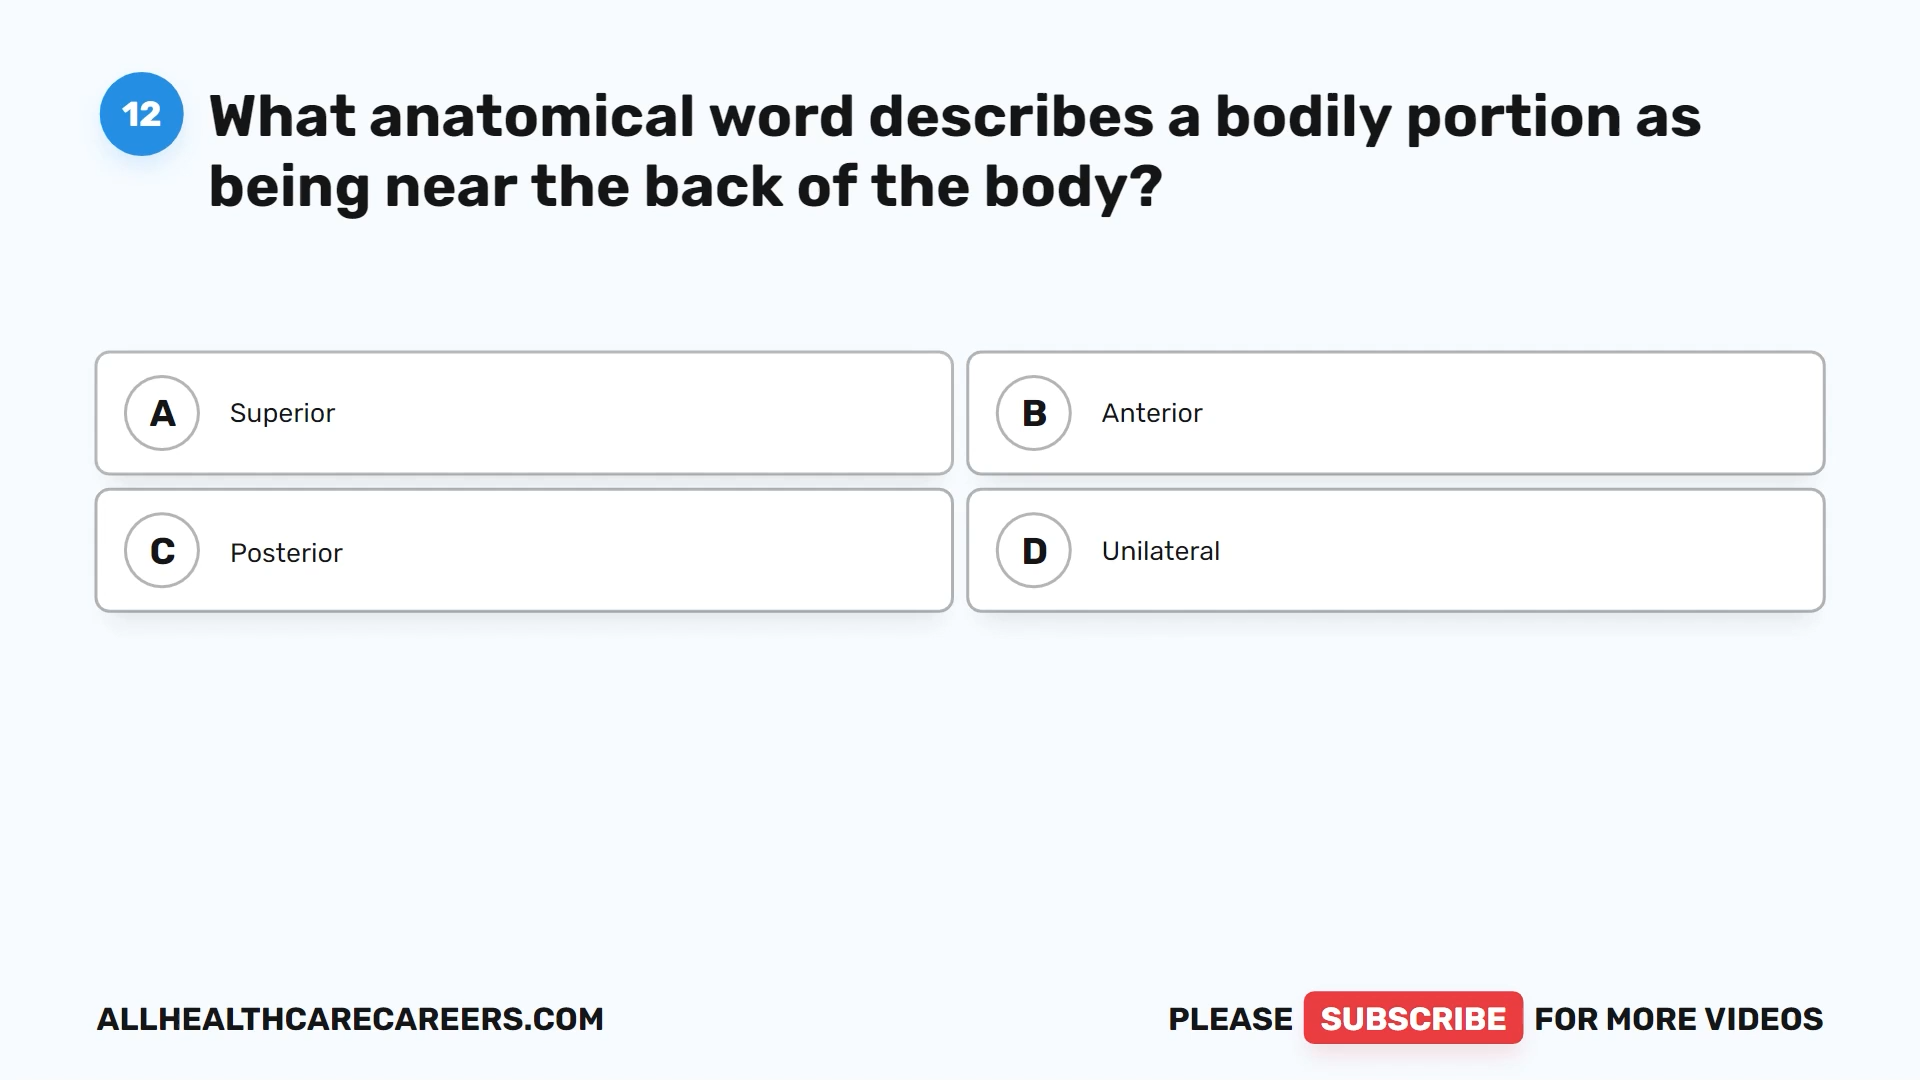 12
What anatomical word describes a bodily portion as
being near the back of the body?
A Superior
B Anterior
C Posterior
D Unilateral
ALLHEALTHCARECAREERS.COM
PLEASE SUBSCRIBE FOR MORE VIDEOS